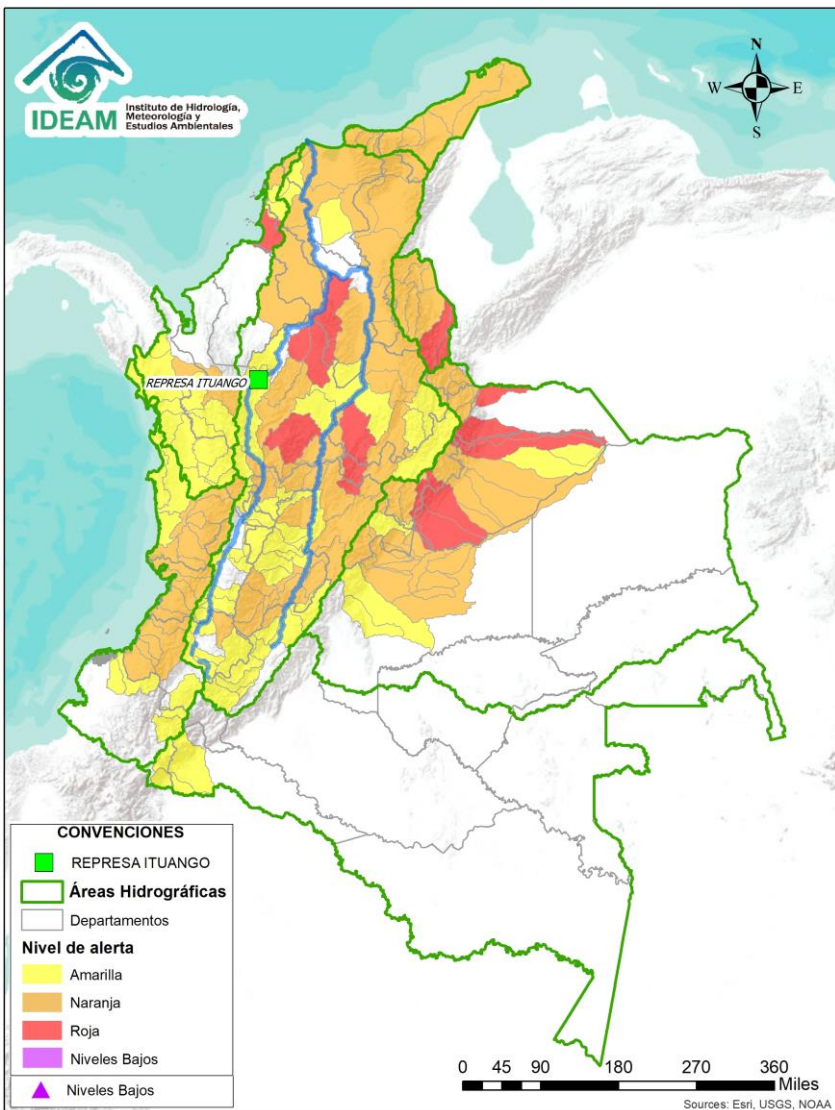 IDEAM
Instituto de Hidrología,
Meteorología y
Estudios Ambientales
N
W
E
S
REPRESA ITUANGO
CONVENCIONES
REPRESA ITUANGO
Áreas Hidrográficas
Departamentos
Nivel de alerta
Amarilla
Naranja
Roja
Niveles Bajos
Niveles Bajos
0 45 90 180 270 360
Miles
Sources: Esri, USGS, NOAA